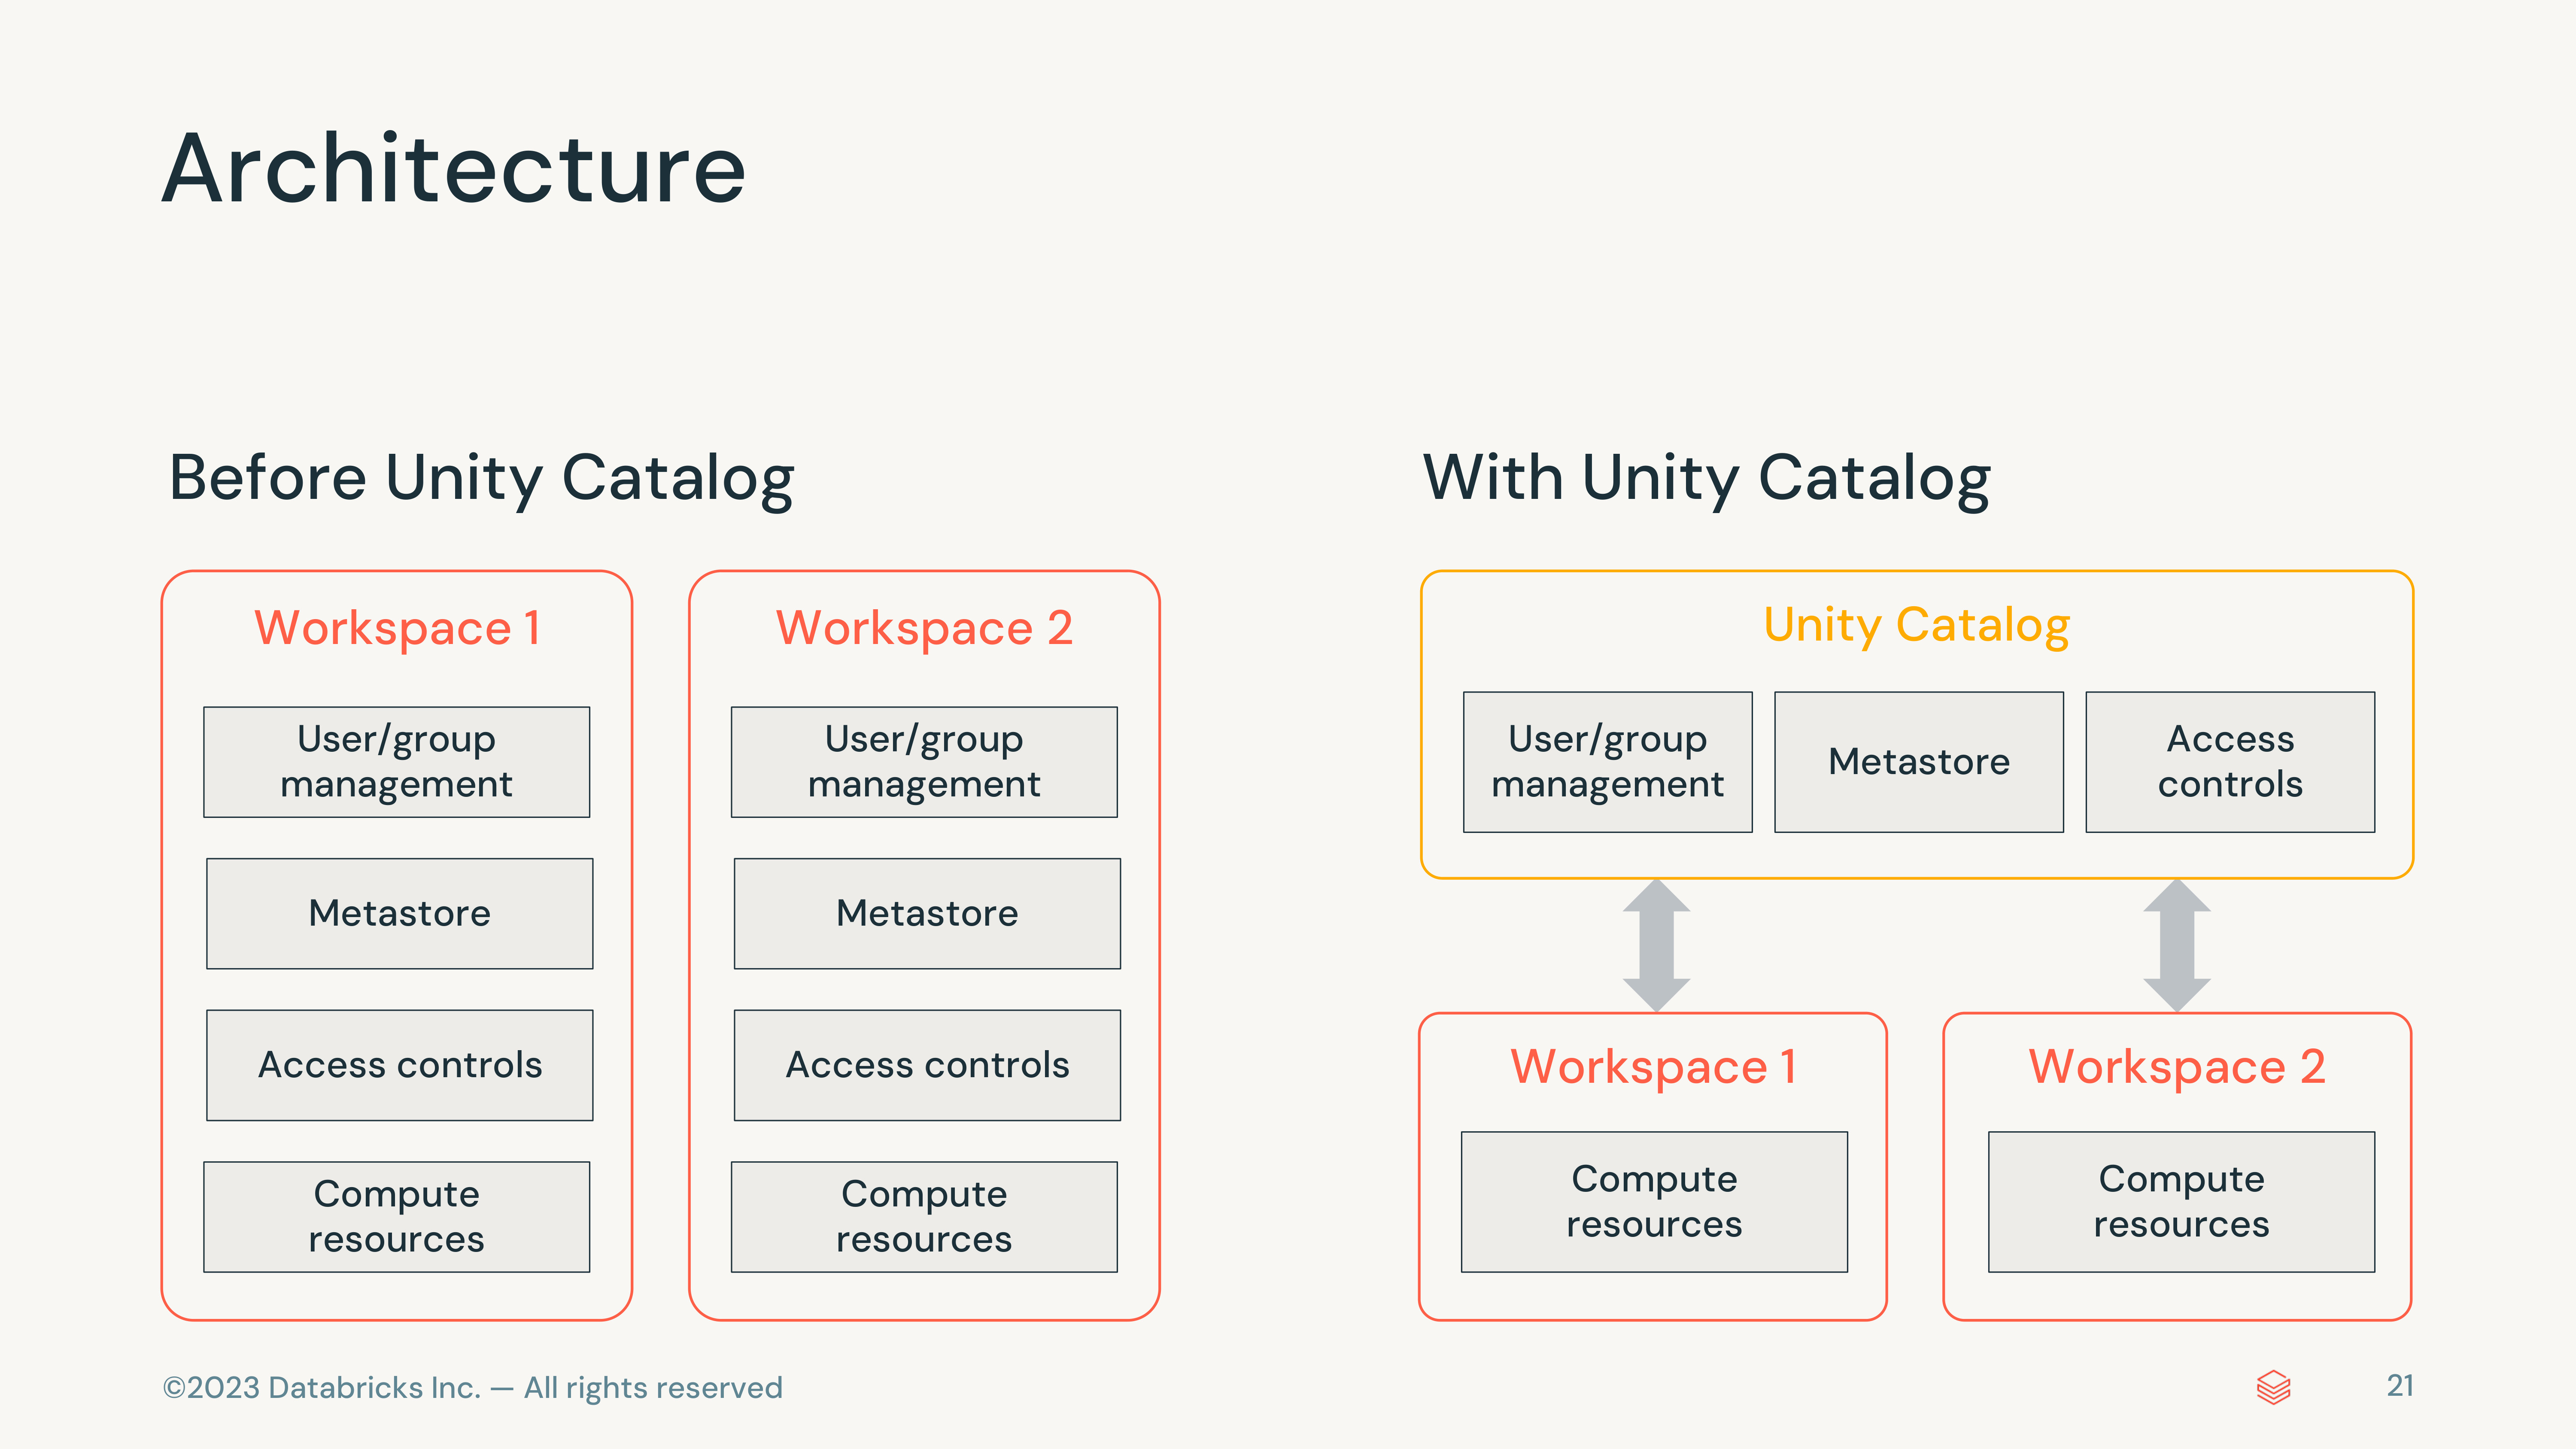 Architecture
Before Unity Catalog
Workspace 1
User/group
management
Metastore
Access controls
Compute
resources
Workspace 2
User/group
management
Metastore
Access controls
Compute
resources
With Unity Catalog
Unity Catalog
User/group
management
Metastore
Access
controls
Workspace 1
Compute
resources
Workspace 2
Compute
resources
©2023 Databricks Inc. — All rights reserved
21